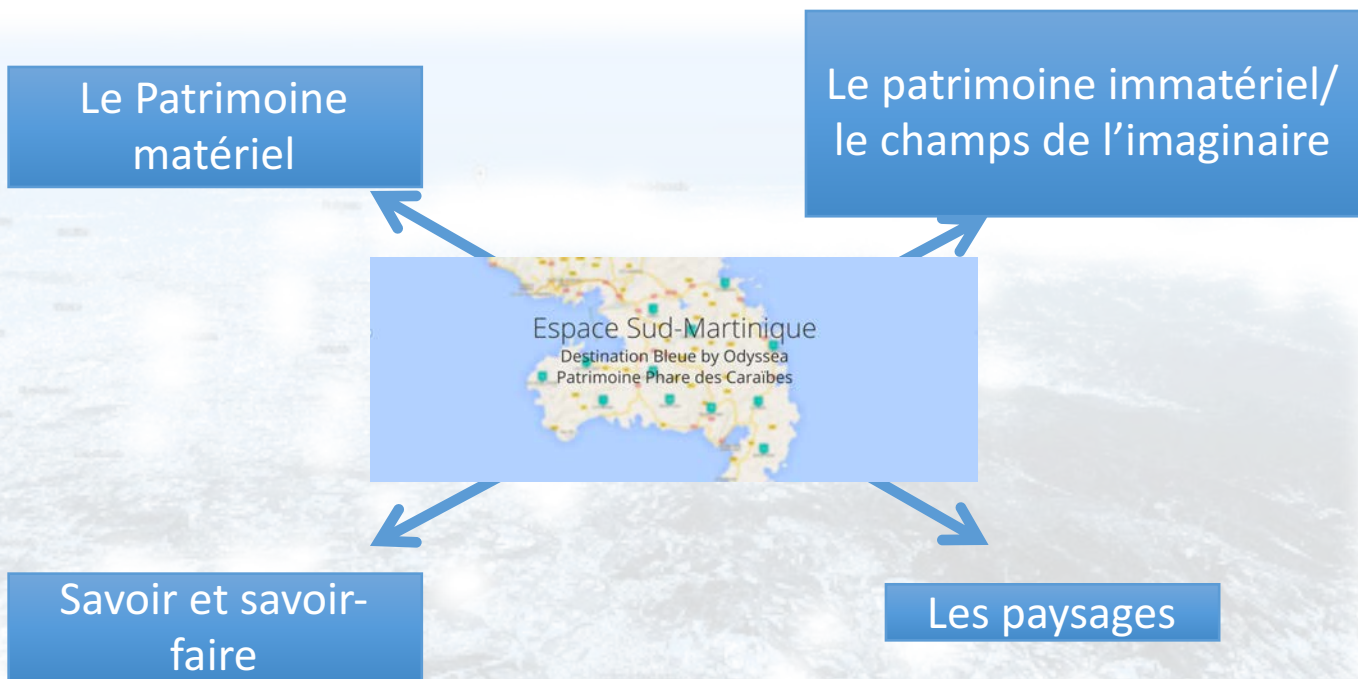 Le Patrimoine
matériel
Le patrimoine immatériel/
le champs de l’imaginaire
Espace Sud-Martinique
Destination Bleue by Odyssea
Patrimoine Phare des Caraïbes
Savoir et savoir-
faire
Les paysages